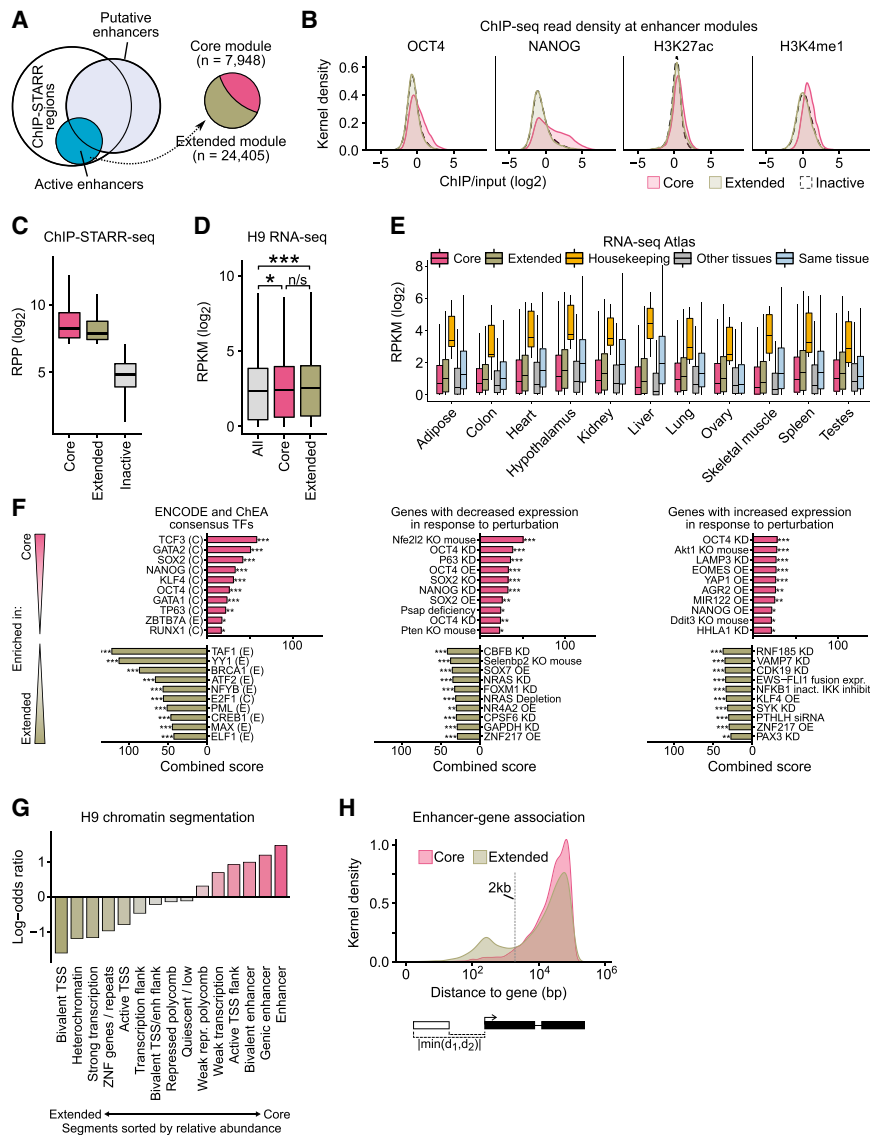 A
Putative
enhancers
ChIP-STARR
regions
Active enhancers
Core module
(n = 7,948)
Extended module
(n = 24,405)
B
ChIP-seq read density at enhancer modules
OCT4
NANOG
H3K27ac
H3K4me1
Kernel density
0.6
0.4
0.2
0.0
−5 0 5
−5 0 5
−5 0 5
−5 0 5
ChIP/input (log2)
Core
Extended
Inactive
C
ChIP-STARR-seq
RPP (log2)
10
5
Core
Extended
Inactive
D
H9 RNA-seq
RPKM (log2)
10
5
0
***
*
n/s
All
Core
Extended
E
RNA-seq Atlas
Core
Extended
Housekeeping
Other tissues
Same tissue
RPKM (log2)
8
6
4
2
0
Adipose
Colon
Heart
Hypothalamus
Kidney
Liver
Lung
Ovary
Skeletal muscle
Spleen
Testes
F
Enriched in:
Core
Extended
ENCODE and ChEA
consensus TFs
TCF3 (C) ***
GATA2 (C) ***
SOX2 (C) ***
NANOG (C) ***
KLF4 (C) ***
OCT4 (C) ***
GATA1 (C) ***
TP63 (C) **
ZBTB7A (E) *
RUNX1 (C) *
100
*** TAF1 (E)
*** YY1 (E)
*** BRCA1 (E)
*** ATF2 (E)
*** NFYB (E)
*** E2F1 (C)
*** PML (E)
*** CREB1 (E)
*** MAX (E)
*** ELF1 (E)
100 50 0
Combined score
Genes with decreased expression
in response to perturbation
Nfe2l2 KO mouse ***
OCT4 KD ***
P63 KD ***
OCT4 OE ***
SOX2 KO ***
NAGOG KD ***
SOX2 OE **
Psap deficiency *
OCT4 KD **
Pten KO mouse *
100
*** CBFB KD
*** Selenbp2 KO mouse
*** SOX7 OE
*** NRAS KD
*** FOXM1 KD
*** NRAS Depletion
** NR4A2 OE
*** CPSF6 KD
*** GAPDH KD
*** ZNF217 OE
100 50 0
Combined score
Genes with increased expression
in response to perturbation
OCT4 KD ***
Akt1 KO mouse ***
LAMP3 KD ***
EOMES OE ***
YAP1 OE ***
AGR2 OE **
MIR122 OE **
NANOG OE *
Ddit3 KO mouse *
HHLA1 KD *
100
*** RNF185 KD
*** VAMP7 KD
*** CDK19 KD
*** EWS−FLI1 fusion expr.
*** NFKB1 inact. IKK inhibit
*** KLF4 OE
*** SYK KD
*** PTHLH siRNA
*** ZNF217 OE
** PAX3 KD
100 50 0
Combined score
G
H9 chromatin segmentation
Log−odds ratio
1
0
−1
Bivalent TSS
Heterochromatin
Strong transcription
ZNF genes / repeats
Active TSS
Transcription flank
Bivalent TSS/enh flank
Repressed polycomb
Quiescent / low
Weak repr. polycomb
Weak transcription
Active TSS flank
Bivalent enhancer
Genic enhancer
Enhancer
Extended Core
Segments sorted by relative abundance
H
Enhancer-gene association
Core
Extended
2kb
Kernel density
1.0
0.5
0.0
0 10² 10⁴ 10⁶
Distance to gene (bp)
|min(d₁,d₂)|